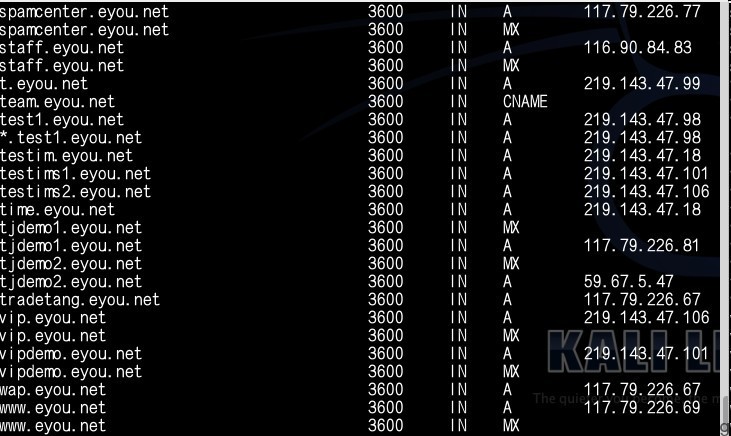 spamcenter.eyou.net 3600 IN A 117.79.226.77
spamcenter.eyou.net 3600 IN MX
staff.eyou.net 3600 IN A 116.90.84.83
staff.eyou.net 3600 IN MX
t.eyou.net 3600 IN A 219.143.47.99
team.eyou.net 3600 IN CNAME
test1.eyou.net 3600 IN A 219.143.47.98
*.test1.eyou.net 3600 IN A 219.143.47.98
testim.eyou.net 3600 IN A 219.143.47.18
testims1.eyou.net 3600 IN A 219.143.47.101
testims2.eyou.net 3600 IN A 219.143.47.106
time.eyou.net 3600 IN A 219.143.47.18
tjdemo1.eyou.net 3600 IN MX
tjdemo1.eyou.net 3600 IN A 117.79.226.81
tjdemo2.eyou.net 3600 IN MX
tjdemo2.eyou.net 3600 IN A 59.67.5.47
tradetang.eyou.net 3600 IN A 117.79.226.67
vip.eyou.net 3600 IN A 219.143.47.106
vip.eyou.net 3600 IN MX
vipdemo.eyou.net 3600 IN A 219.143.47.101
vipdemo.eyou.net 3600 IN MX
wap.eyou.net 3600 IN A 117.79.226.67
www.eyou.net 3600 IN A 117.79.226.69
www.eyou.net 3600 IN MX
KALI LI
The quie